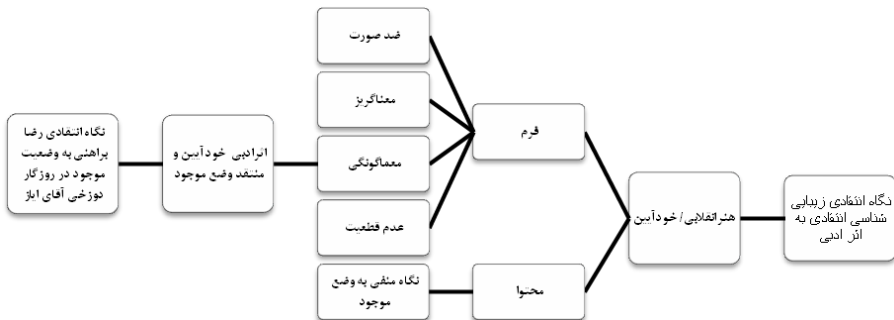 نگاه انتقادی زیبایی
شناسی انتقادی به
اثر ادبی
هنرانقلابی/ خودآیین
فرم
محتوا
ضد صورت
معناگریز
معماگونگی
عدم قطعیت
نگاه منفی به وضع
موجود
اثرادبی خودآیین و
منتقد وضع موجود
نگاه انتقادی رضا
براهنی به وضعیت
موجود در روزگار
دوزخی آقای ایاز